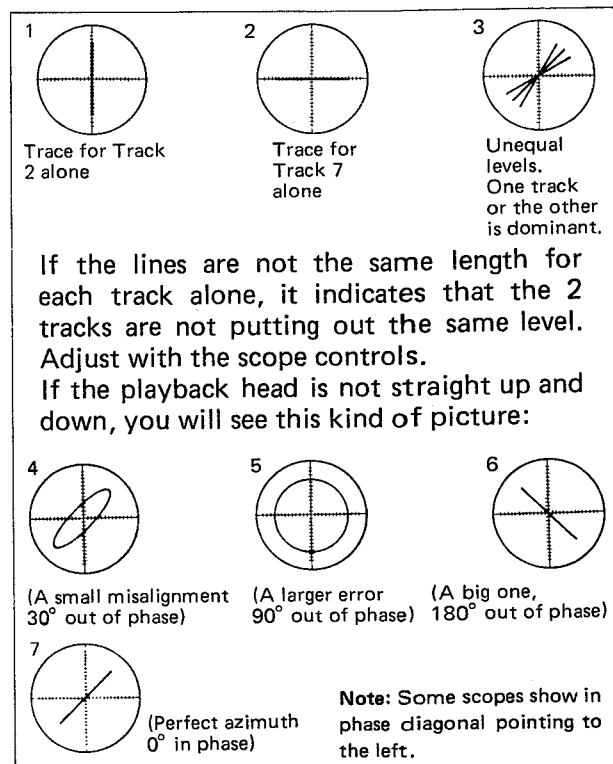 1
Trace for Track
2 alone
2
Trace for
Track 7
alone
3
Unequal
levels.
One track
or the other
is dominant.
If the lines are not the same length for
each track alone, it indicates that the 2
tracks are not putting out the same level.
Adjust with the scope controls.
If the playback head is not straight up and
down, you will see this kind of picture:
4
(A small misalignment
30° out of phase)
5
(A larger error
90° out of phase)
6
(A big one,
180° out of phase)
7
(Perfect azimuth
0° in phase)
Note: Some scopes show in
phase diagonal pointing to
the left.